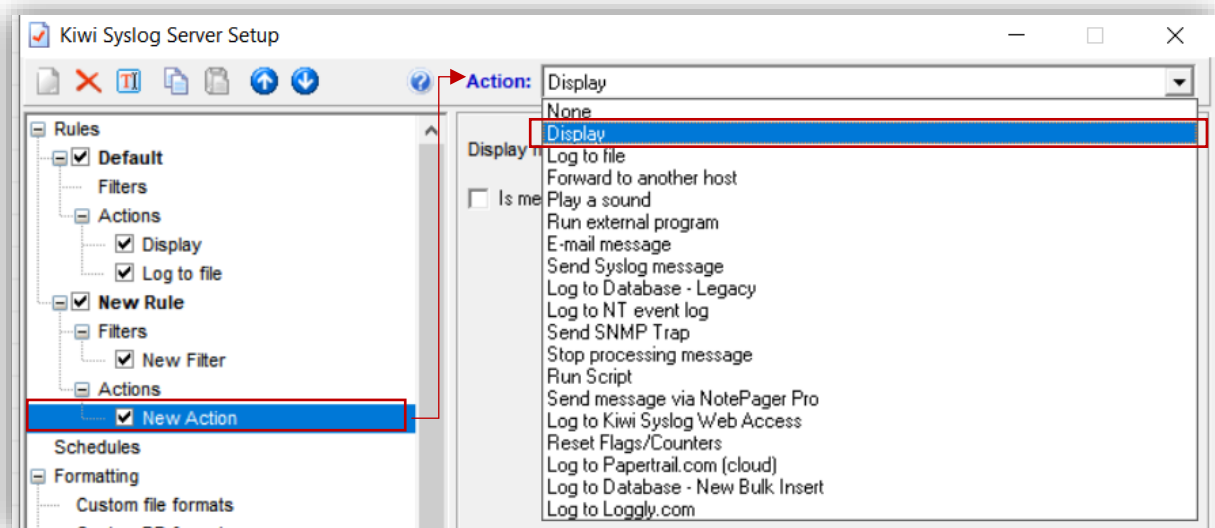 Kiwi Syslog Server Setup
Action: Display
Rules
Default
Filters
Actions
Display
Log to file
New Rule
Filters
New Filter
Actions
New Action
Schedules
Formatting
Custom file formats
Display
Is me
None
Display
Log to file
Forward to another host
Play a sound
Run external program
E-mail message
Send Syslog message
Log to Database - Legacy
Log to NT event log
Send SNMP Trap
Stop processing message
Run Script
Send message via NotePager Pro
Log to Kiwi Syslog Web Access
Reset Flags/Counters
Log to Papertrail.com (cloud)
Log to Database - New Bulk Insert
Log to Loggly.com